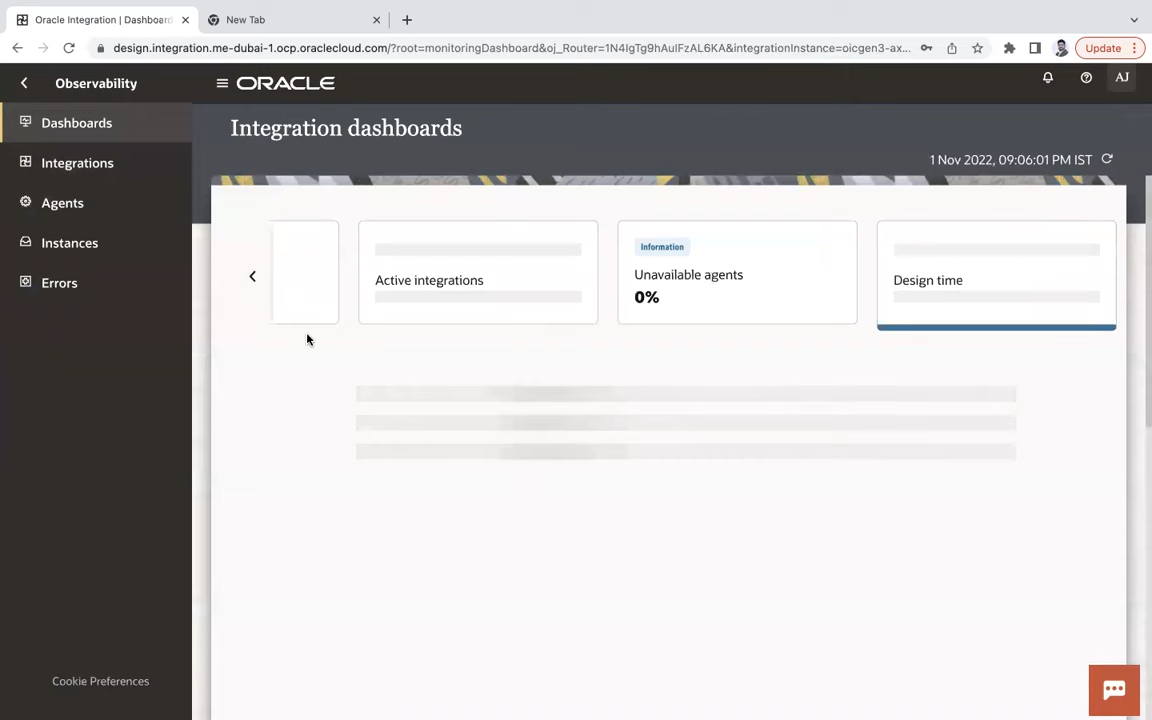 Oracle Integration | Dashboard
New Tab
design.integration.me-dubai-1.ocp.oraclecloud.com/?root=monitoringDashboard&oj_Router=1N4IgTg9hAuIFzAL6KA&integrationInstance=oicgen3-ax...
Update
Observability
ORACLE
AJ
Dashboards
Integration dashboards
Integrations
1 Nov 2022, 09:06:01 PM IST
Agents
Instances
Errors
Active integrations
Information
Unavailable agents
0%
Design time
Cookie Preferences